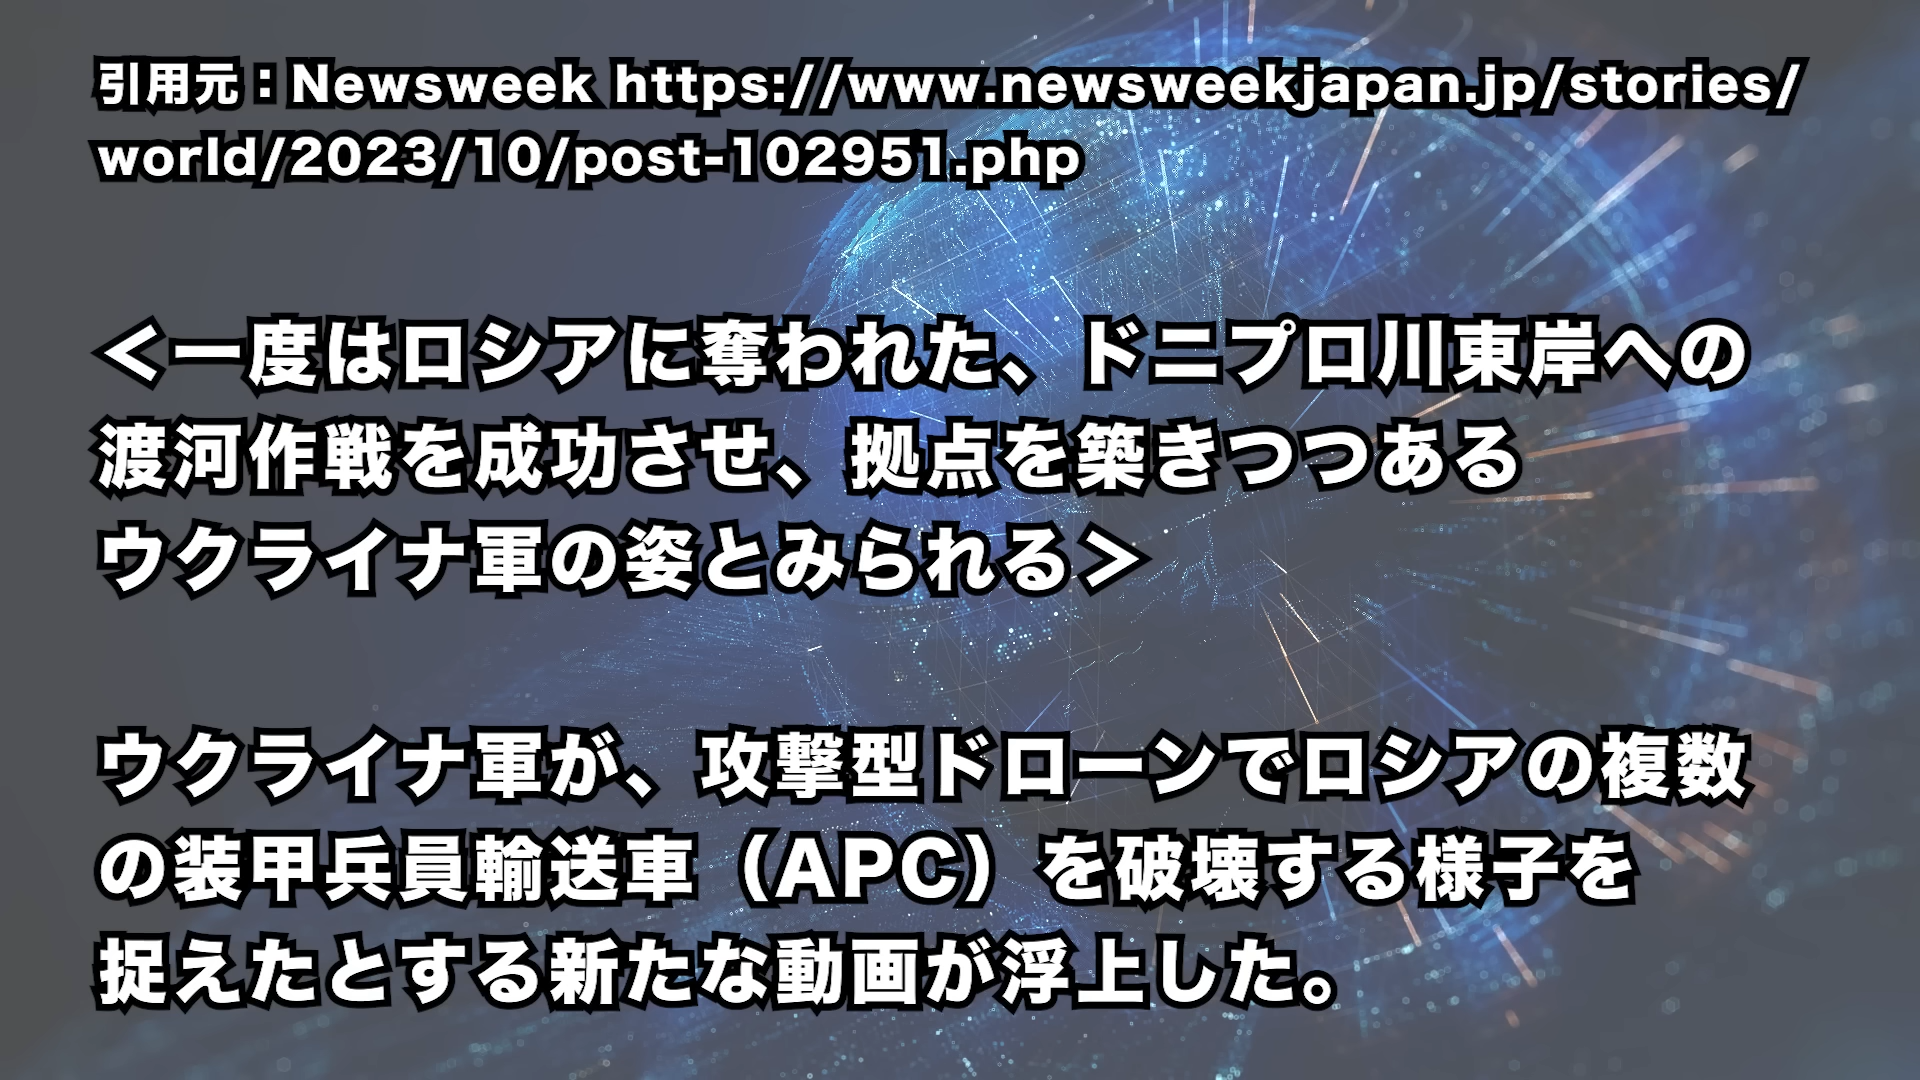 引用元：Newsweek https://www.newsweekjapan.jp/stories/
world/2023/10/post-102951.php
＜一度はロシアに奪われた、ドニプロ川東岸への
渡河作戦を成功させ、拠点を築きつつある
ウクライナ軍の姿とみられる＞
ウクライナ軍が、攻撃型ドローンでロシアの複数
の装甲兵員輸送車（APC）を破壊する様子を
捉えたとする新たな動画が浮上した。